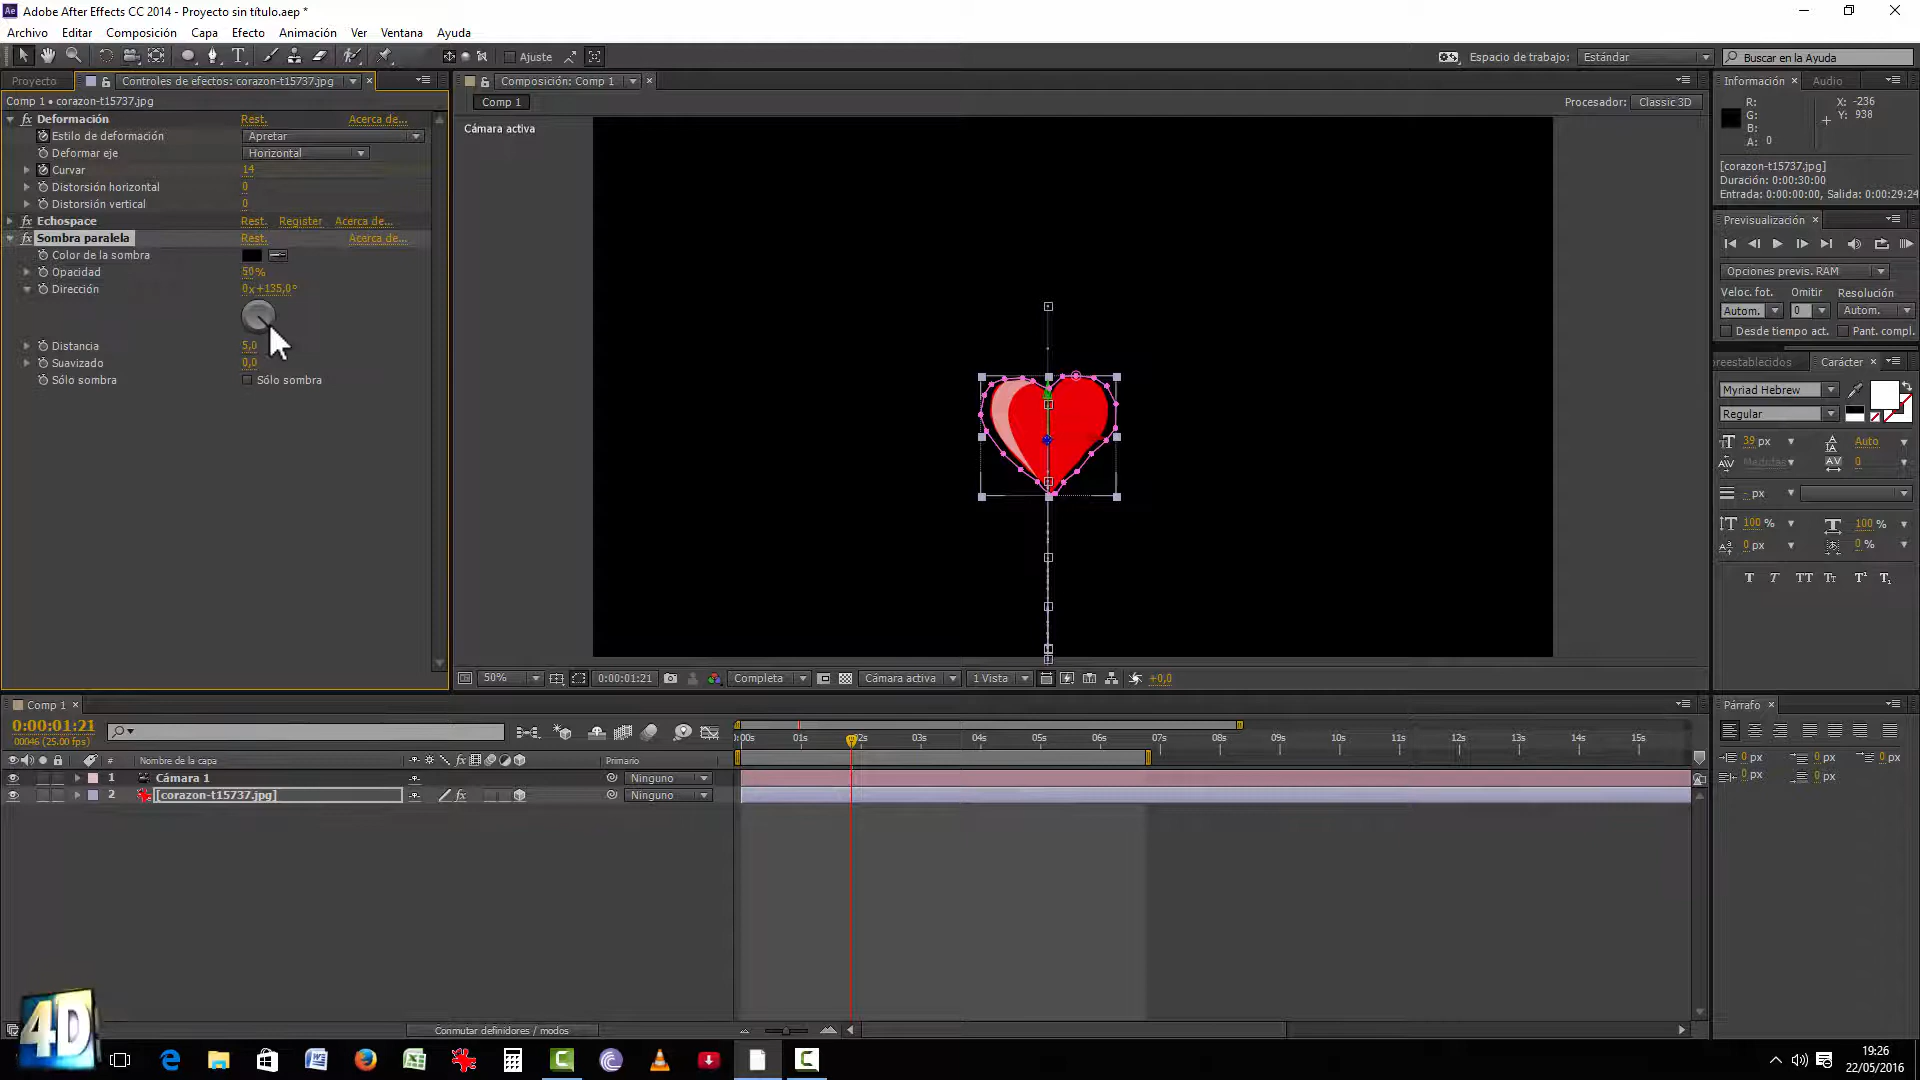 Adobe After Effects CC 2014 - Proyecto sin título.aep *
Archivo Editar Composición Capa Efecto Animación Ver Ventana Ayuda
Ajuste Espacio de trabajo: Estándar Buscar en la Ayuda
Proyecto Controles de efectos: corazon-t15737.jpg
Comp 1 • corazon-t15737.jpg
Deformación Rest. Acerca de...
Estilo de deformación Apretar
Deformar eje Horizontal
Curvar 14
Distorsión horizontal 0
Distorsión vertical 0
Echospace Rest. Register Acerca de...
Sombra paralela Rest. Acerca de...
Color de la sombra
Opacidad 50%
Dirección 0x+135,0°
Distancia 5,0
Suavizado 0,0
Sólo sombra Sólo sombra
Composición: Comp 1
Comp 1 Procesador: Classic 3D
Cámara activa
50% 0:00:01:21 Completa Cámara activa 1 Vista +0,0
Información Audio
R: X: -236
G: Y: 938
B:
A: 0
[corazon-t15737.jpg]
Duración: 0:00:30:00
Entrada: 0:00:00:00, Salida: 0:00:29:24
Previsualización
Opciones previs. RAM
Veloc. fot. Omitir Resolución
Autom. 0 Autom.
Desde tiempo act. Pant. compl.
preestablecidos Carácter
Myriad Hebrew
Regular
39 px Auto
0
- px
100 % 100 %
0 px 0 %
T T TT Tt T¹ T₁
Comp 1
0:00:01:21
00046 (25.00 fps)
# Nombre de la capa Primario
1 Cámara 1 Ninguno
2 [corazon-t15737.jpg] Ninguno
:00s 01s 02s 03s 04s 05s 06s 07s 08s 09s 10s 11s 12s 13s 14s 15s
Conmutar definidores / modos
Párrafo
0 px 0 px 0 px
0 px 0 px
4D
19:26
22/05/2016